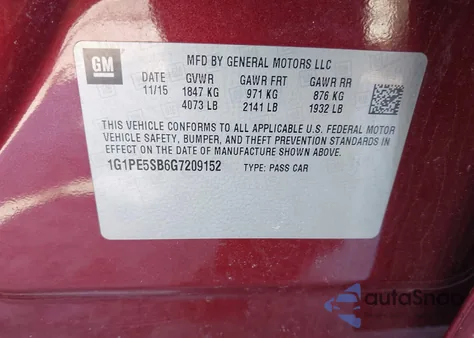 GM
MFD BY GENERAL MOTORS LLC
DATE GVWR GAWR FRT GAWR RR
11/15 1847 KG 971 KG 876 KG
4073 LB 2141 LB 1932 LB
THIS VEHICLE CONFORMS TO ALL APPLICABLE U.S. FEDERAL MOTOR
VEHICLE SAFETY, BUMPER, AND THEFT PREVENTION STANDARDS
IN EFFECT ON THE DATE OF MANUFACTURE SHOWN ABOVE.
1G1PE5SB6G7209152 TYPE: PASS CAR
autaSnap